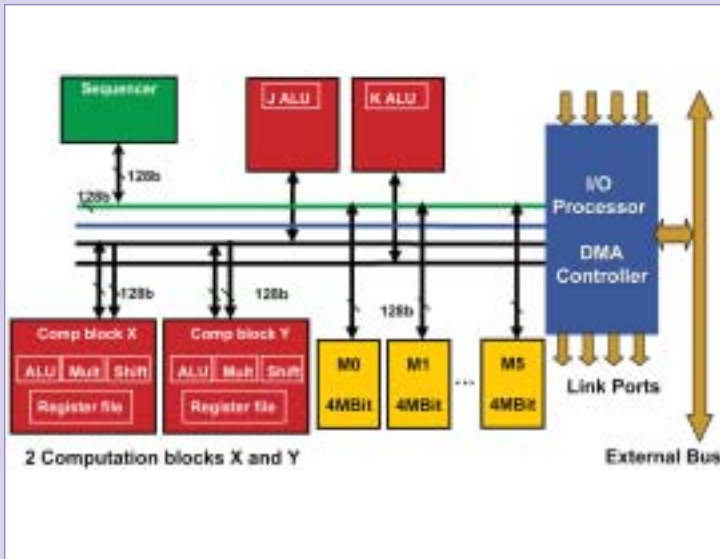 Sequencer
J ALU
K ALU
128b
128b
I/O
Processor
DMA
Controller
128b
128b
128b
Comp block X
ALU Mult Shift
Register file
Comp block Y
ALU Mult Shift
Register file
M0
4MBit
M1
4MBit
...
M5
4MBit
Link Ports
2 Computation blocks X and Y
External Bus